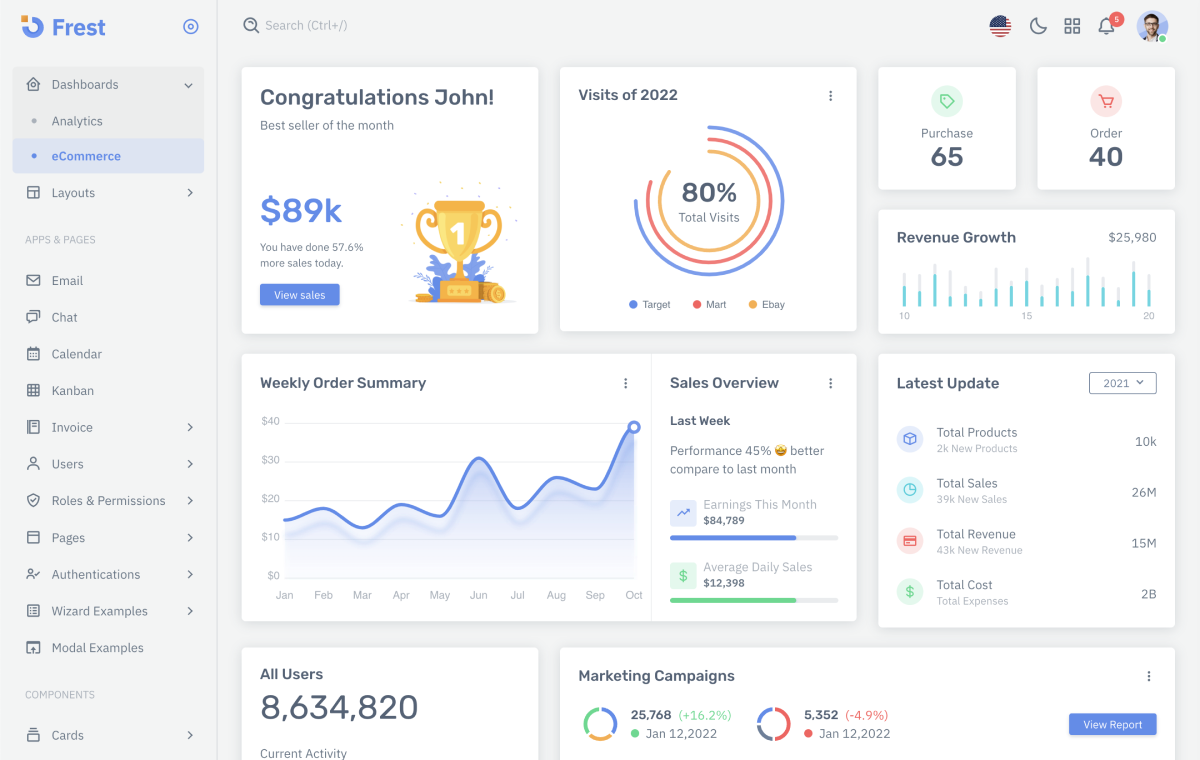 Frest
Dashboards
Analytics
eCommerce
Layouts
APPS & PAGES
Email
Chat
Calendar
Kanban
Invoice
Users
Roles & Permissions
Pages
Authentications
Wizard Examples
Modal Examples
COMPONENTS
Cards
Search (Ctrl+/)
5
Congratulations John!
Best seller of the month
$89k
You have done 57.6%
more sales today.
View sales
1
Visits of 2022
80%
Total Visits
Target
Mart
Ebay
Purchase
65
Order
40
Revenue Growth
$25,980
10
15
20
Weekly Order Summary
$40
$30
$20
$10
$0
Jan
Feb
Mar
Apr
May
Jun
Jul
Aug
Sep
Oct
Sales Overview
Last Week
Performance 45% 🤩 better
compare to last month
Earnings This Month
$84,789
$
Average Daily Sales
$12,398
Latest Update
2021
Total Products
2k New Products
10k
Total Sales
39k New Sales
26M
Total Revenue
43k New Revenue
15M
$
Total Cost
Total Expenses
2B
All Users
8,634,820
Current Activity
Marketing Campaigns
25,768 (+16.2%)
Jan 12,2022
5,352 (-4.9%)
Jan 12,2022
View Report